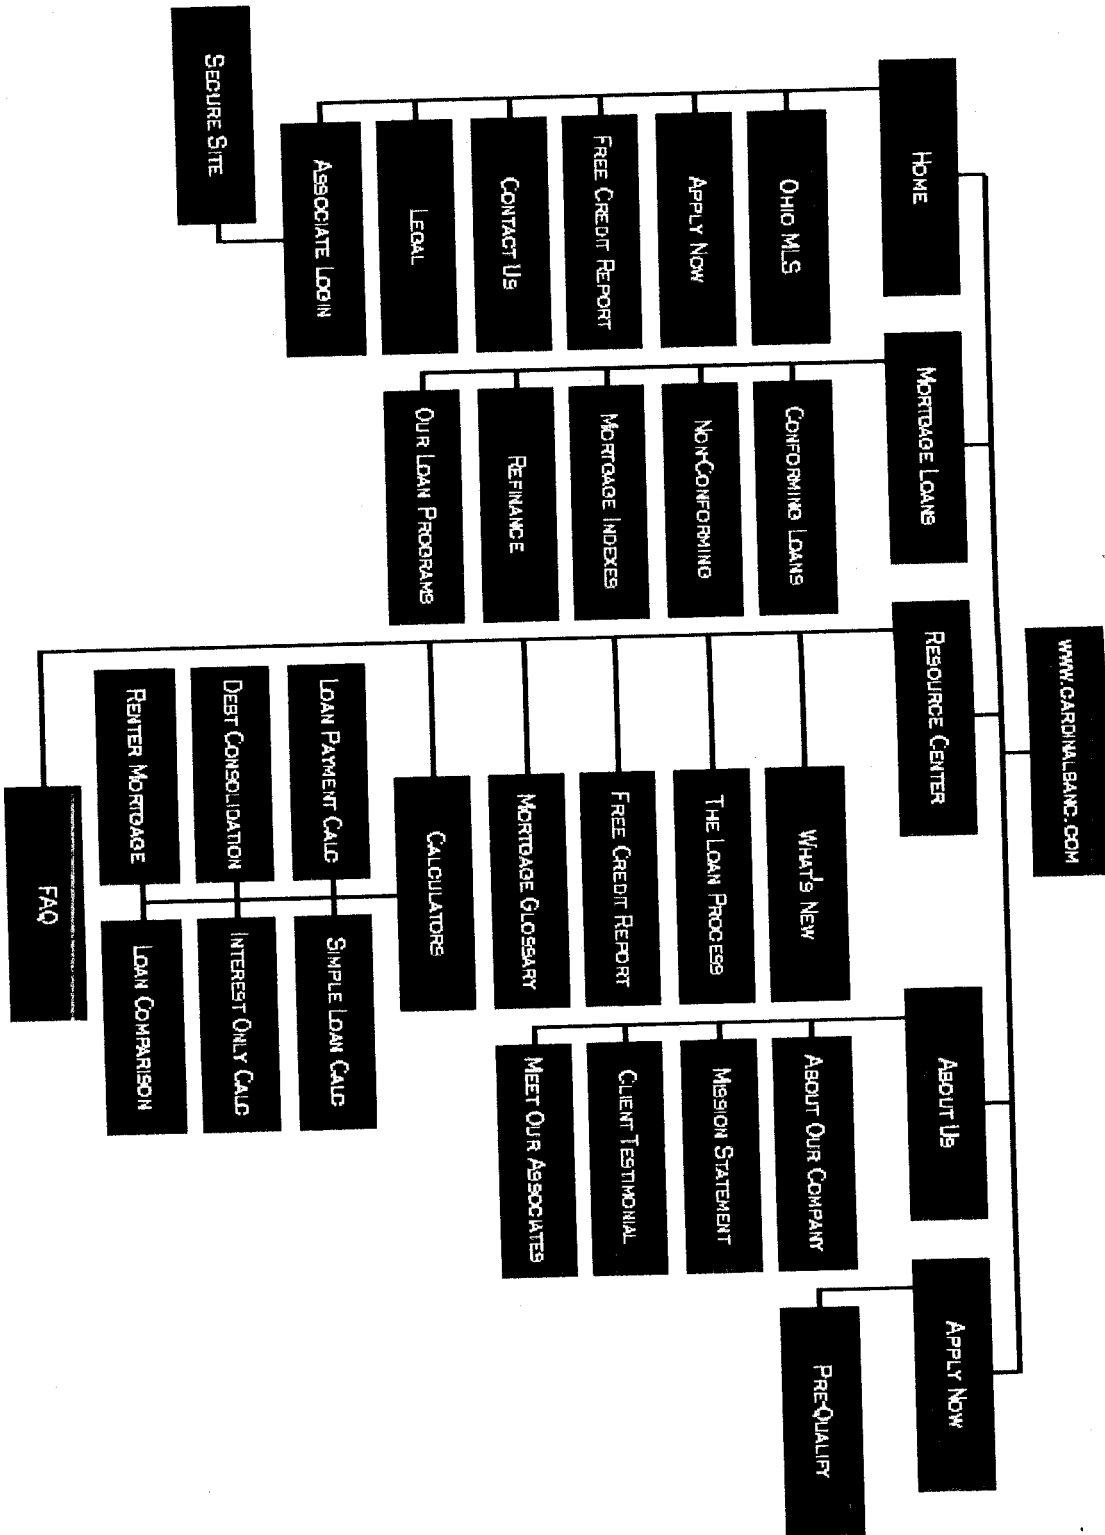 WWW.CARDINALBANC.COM
HOME
OHIO MLS
APPLY NOW
FREE CREDIT REPORT
CONTACT US
LEGAL
ASSOCIATE LOGIN
SECURE SITE
MORTGAGE LOANS
CONFORMING LOANS
NON-CONFORMING
MORTGAGE INDEXES
REFINANCE
OUR LOAN PROGRAMS
RESOURCE CENTER
WHAT'S NEW
THE LOAN PROCESS
FREE CREDIT REPORT
MORTGAGE GLOSSARY
CALCULATORS
LOAN PAYMENT CALC
SIMPLE LOAN CALC
DEBT CONSOLIDATION
INTEREST ONLY CALC
RENTER MORTGAGE
LOAN COMPARISON
FAQ
ABOUT US
ABOUT OUR COMPANY
MISSION STATEMENT
CLIENT TESTIMONIAL
MEET OUR ASSOCIATES
APPLY NOW
PRE-QUALIFY